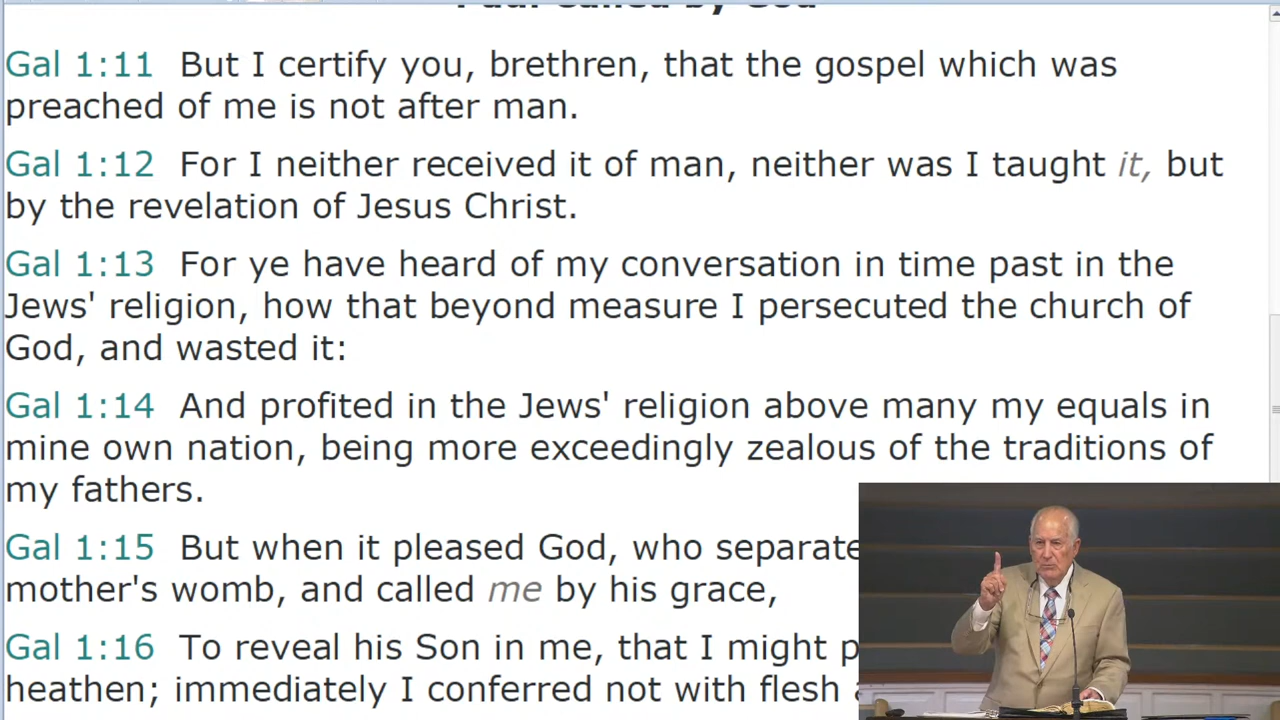 Paul Called by God
Gal 1:11 But I certify you, brethren, that the gospel which was
preached of me is not after man.
Gal 1:12 For I neither received it of man, neither was I taught it, but
by the revelation of Jesus Christ.
Gal 1:13 For ye have heard of my conversation in time past in the
Jews' religion, how that beyond measure I persecuted the church of
God, and wasted it:
Gal 1:14 And profited in the Jews' religion above many my equals in
mine own nation, being more exceedingly zealous of the traditions of
my fathers.
Gal 1:15 But when it pleased God, who separate
mother's womb, and called me by his grace,
Gal 1:16 To reveal his Son in me, that I might p
heathen; immediately I conferred not with flesh